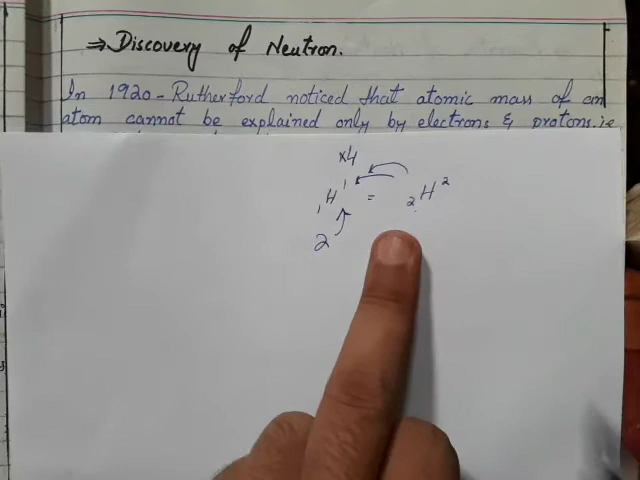 ⇒ Discovery of Neutron.
In 1920 - Rutherford noticed that atomic mass of an
atom cannot be explained only by electrons & protons. i.e
x4
₁H¹ = ₂H²
2